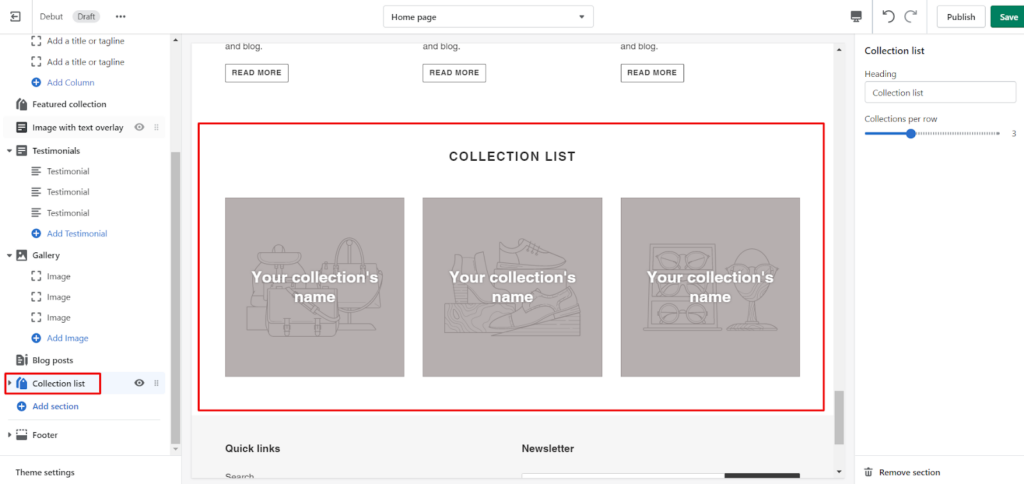 Debut Draft
Home page
Publish
Save
Add a title or tagline
Add a title or tagline
Add Column
Featured collection
Image with text overlay
Testimonials
Testimonial
Testimonial
Testimonial
Add Testimonial
Gallery
Image
Image
Image
Add Image
Blog posts
Collection list
Add section
Footer
Theme settings
and blog.
and blog.
and blog.
READ MORE
READ MORE
READ MORE
COLLECTION LIST
Your collection's
name
Your collection's
name
Your collection's
name
Quick links
Newsletter
Search
Collection list
Heading
Collection list
Collections per row
3
Remove section